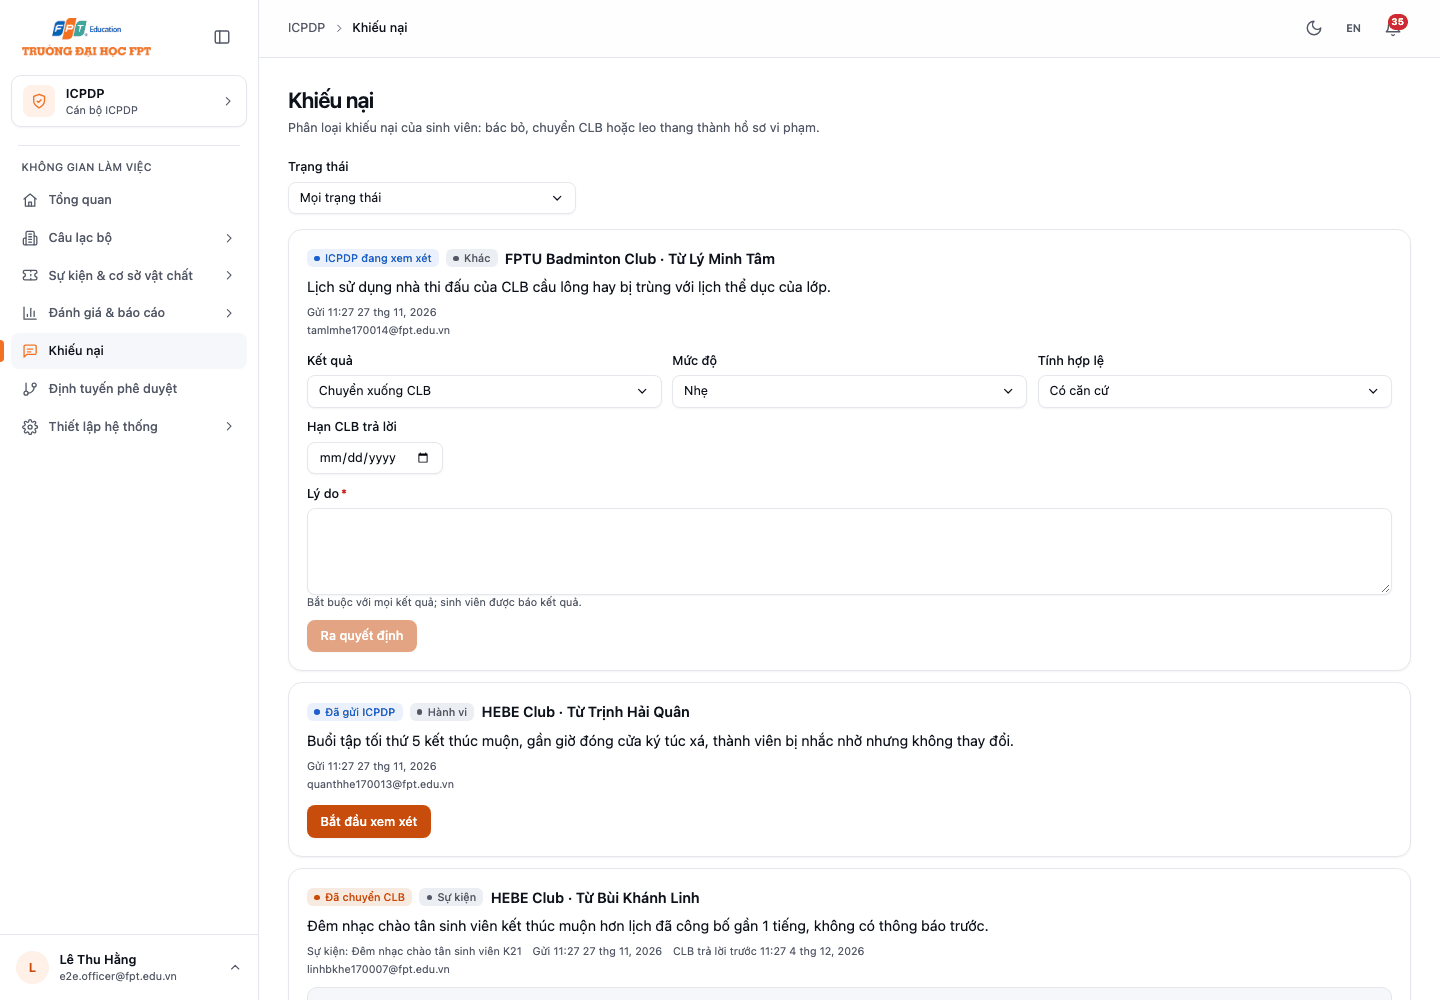 FPT Education
TRƯỜNG ĐẠI HỌC FPT
ICPDP
Cán bộ ICPDP
KHÔNG GIAN LÀM VIỆC
Tổng quan
Câu lạc bộ
Sự kiện & cơ sở vật chất
Đánh giá & báo cáo
Khiếu nại
Định tuyến phê duyệt
Thiết lập hệ thống
Lê Thu Hằng
L
e2e.officer@fpt.edu.vn
ICPDP > Khiếu nại
EN
35
Khiếu nại
Phân loại khiếu nại của sinh viên: bác bỏ, chuyển CLB hoặc leo thang thành hồ sơ vi phạm.
Trạng thái
Mọi trạng thái
ICPDP đang xem xét Khác FPTU Badminton Club · Từ Lý Minh Tâm
Lịch sử dụng nhà thi đấu của CLB cầu lông hay bị trùng với lịch thể dục của lớp.
Gửi 11:27 27 thg 11, 2026
tamlmhe170014@fpt.edu.vn
Kết quả Mức độ Tính hợp lệ
Chuyển xuống CLB Nhẹ Có căn cứ
Hạn CLB trả lời
mm/dd/yyyy
Lý do *
Bắt buộc với mọi kết quả; sinh viên được báo kết quả.
Ra quyết định
Đã gửi ICPDP Hành vi HEBE Club · Từ Trịnh Hải Quân
Buổi tập tối thứ 5 kết thúc muộn, gần giờ đóng cửa ký túc xá, thành viên bị nhắc nhở nhưng không thay đổi.
Gửi 11:27 27 thg 11, 2026
quanthhe170013@fpt.edu.vn
Bắt đầu xem xét
Đã chuyển CLB Sự kiện HEBE Club · Từ Bùi Khánh Linh
Đêm nhạc chào tân sinh viên kết thúc muộn hơn lịch đã công bố gần 1 tiếng, không có thông báo trước.
Sự kiện: Đêm nhạc chào tân sinh viên K21 Gửi 11:27 27 thg 11, 2026 CLB trả lời trước 11:27 4 thg 12, 2026
linhbkhe170007@fpt.edu.vn